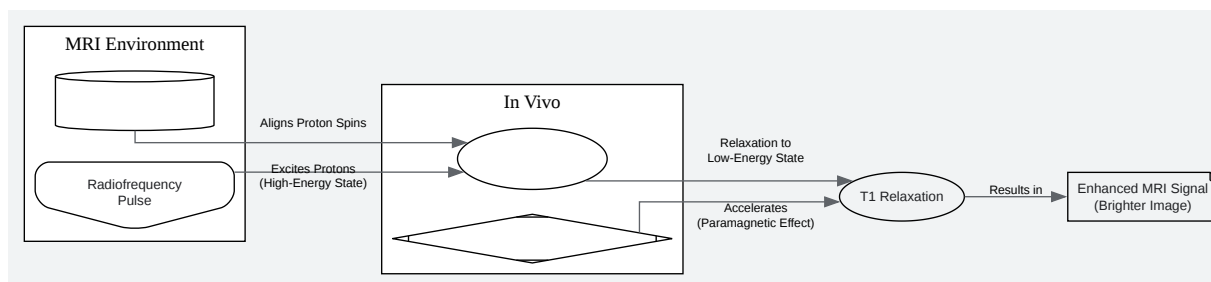 MRI Environment
Radiofrequency
Pulse
Aligns Proton Spins
Excites Protons
(High-Energy State)
In Vivo
Relaxation to
Low-Energy State
Accelerates
(Paramagnetic Effect)
T1 Relaxation
Results in
Enhanced MRI Signal
(Brighter Image)